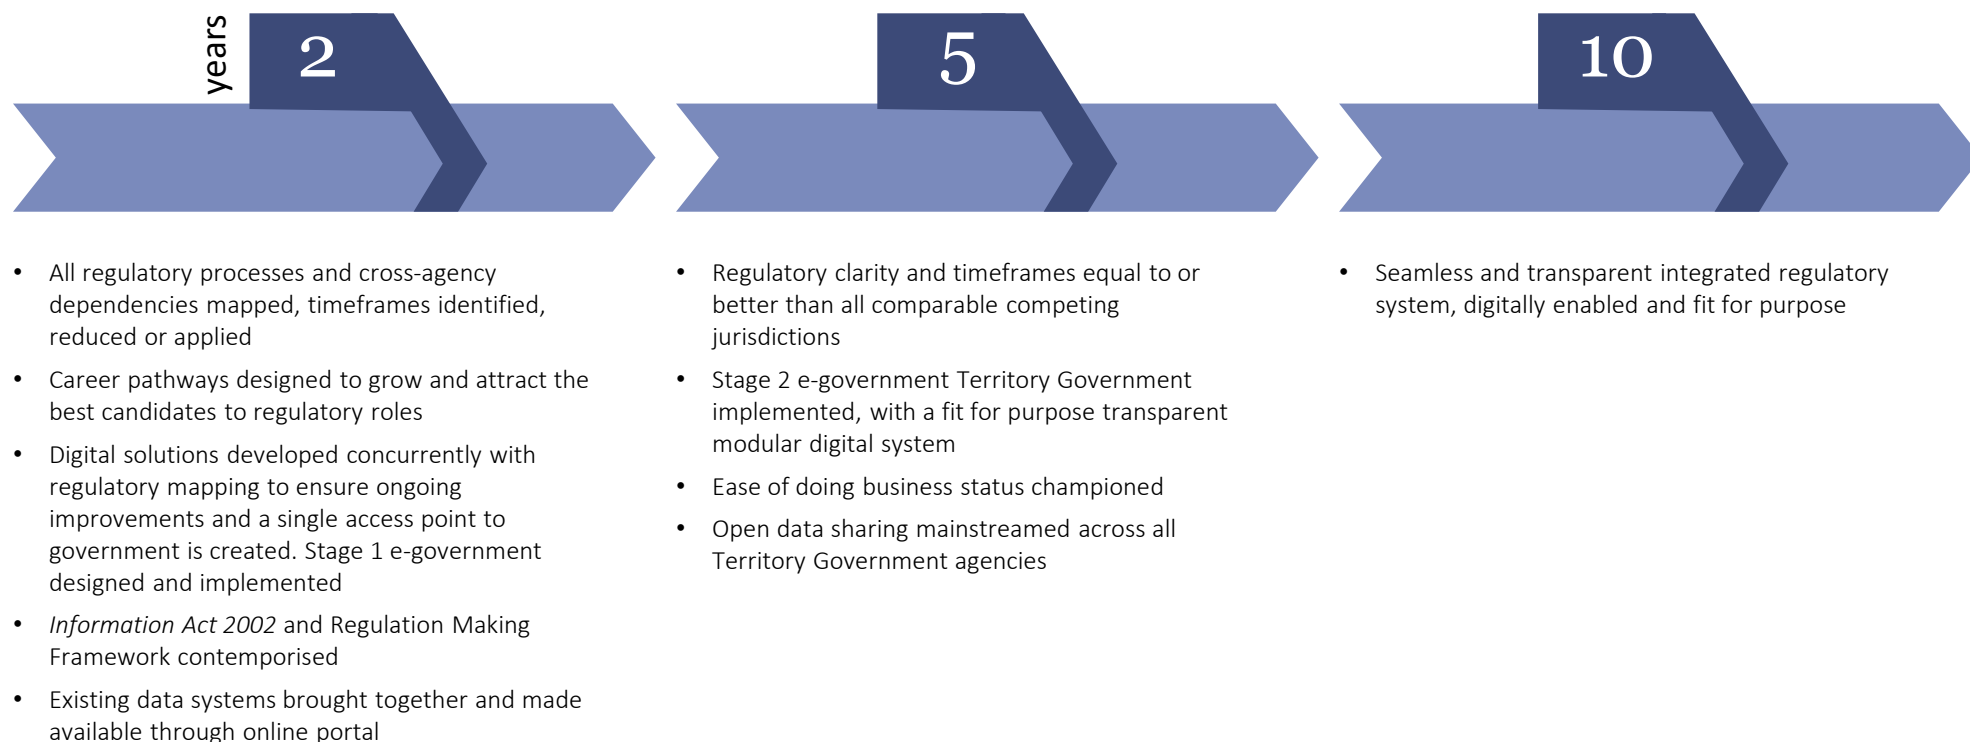 years
2
• All regulatory processes and cross-agency
dependencies mapped, timeframes identified,
reduced or applied
• Career pathways designed to grow and attract the
best candidates to regulatory roles
• Digital solutions developed concurrently with
regulatory mapping to ensure ongoing
improvements and a single access point to
government is created. Stage 1 e-government
designed and implemented
• Information Act 2002 and Regulation Making
Framework contemporised
• Existing data systems brought together and made
available through online portal
5
• Regulatory clarity and timeframes equal to or
better than all comparable competing
jurisdictions
• Stage 2 e-government Territory Government
implemented, with a fit for purpose transparent
modular digital system
• Ease of doing business status championed
• Open data sharing mainstreamed across all
Territory Government agencies
10
• Seamless and transparent integrated regulatory
system, digitally enabled and fit for purpose